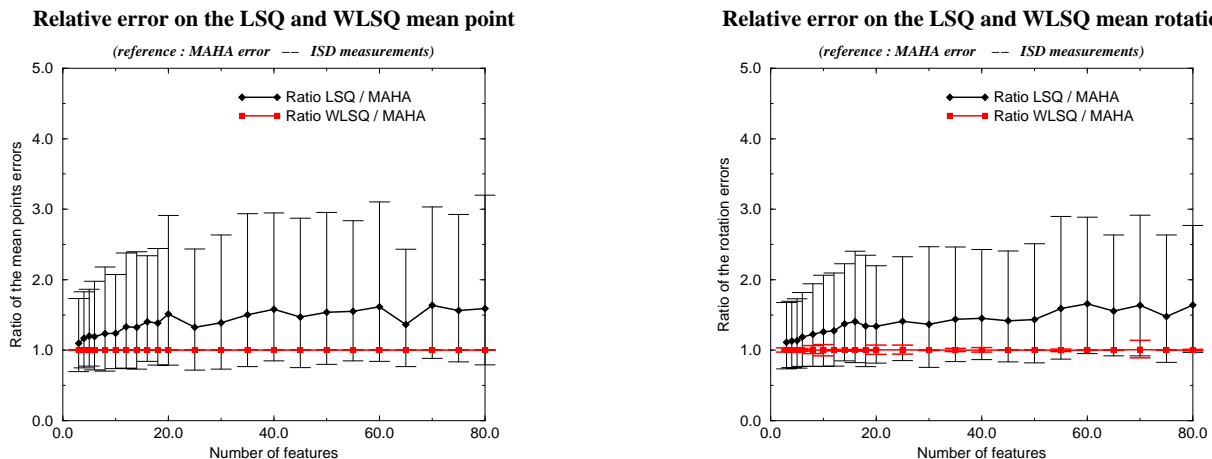 Relative error on the LSQ and WLSQ mean point
(reference : MAHA error −− ISD measurements)
5.0
4.0
3.0
2.0
1.0
0.0
Ratio of the mean points errors
Ratio LSQ / MAHA
Ratio WLSQ / MAHA
0.0 20.0 40.0 60.0 80.0
Number of features
Relative error on the LSQ and WLSQ mean rotatio
(reference : MAHA error −− ISD measurements)
5.0
4.0
3.0
2.0
1.0
0.0
Ratio of the rotation errors
Ratio LSQ / MAHA
Ratio WLSQ / MAHA
0.0 20.0 40.0 60.0 80.0
Number of features